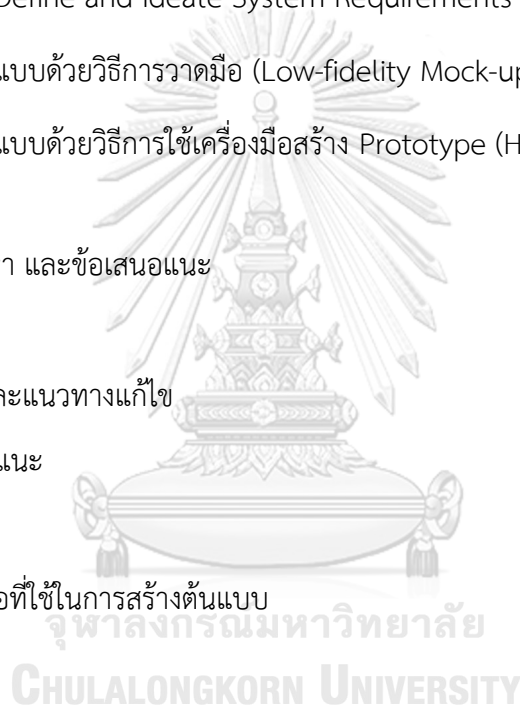 Define and Ideate System Requirements
แบบด้วยวิธีการวาดมือ (Low-fidelity Mock-up
แบบด้วยวิธีการใช้เครื่องมือสร้าง Prototype (H
และข้อเสนอแนะ
ละแนวทางแก้ไข
แนะ
อที่ใช้ในการสร้างต้นแบบ
จุฬาลงกรณ์มหาวิทยาลัย
CHULALONGKORN UNIVERSITY